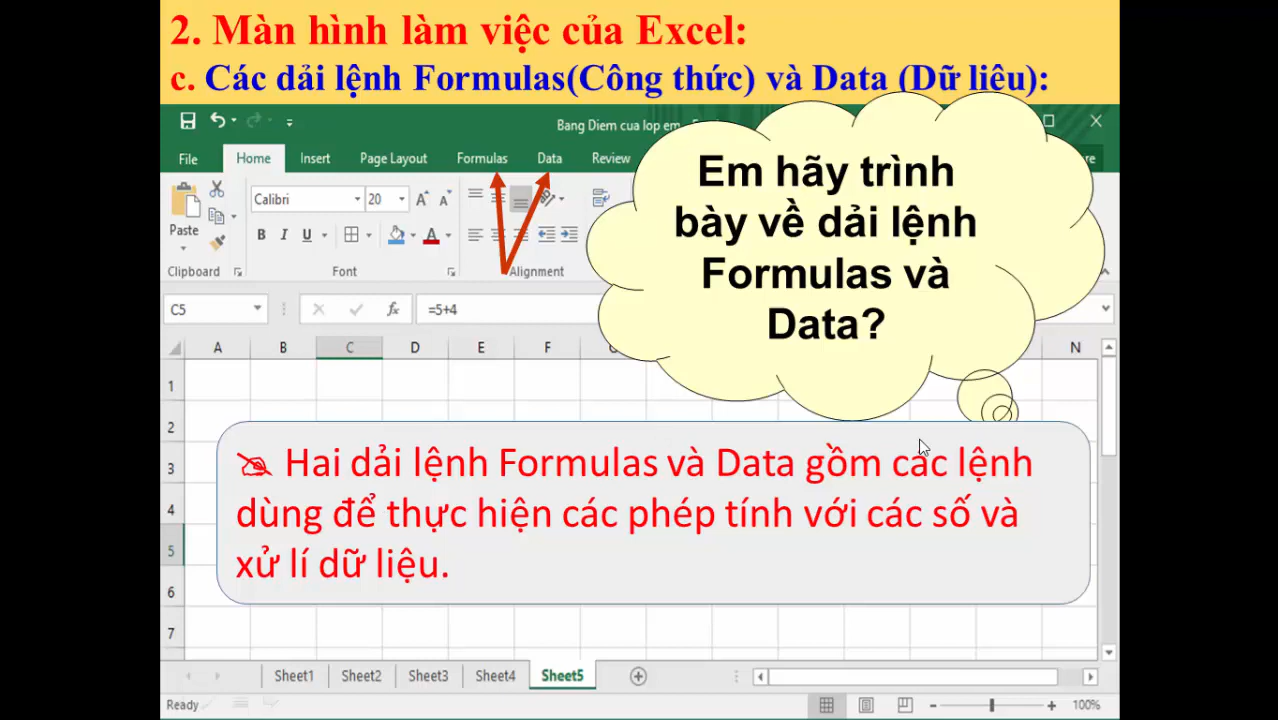 2. Màn hình làm việc của Excel:
c. Các dải lệnh Formulas(Công thức) và Data (Dữ liêu):
Bang Diem cua lop em
File Home Insert Page Layout Formulas Data Review
Em hãy trình
bày về dải lệnh
Formulas và
Data?
Calibri 20
Paste
B I U A
Clipboard Font Alignment
C5 fx =5+4
A B C D E F N
1
2
3
4
5
6
7
Hai dải lệnh Formulas và Data gồm các lệnh
dùng để thực hiện các phép tính với các số và
xử lí dữ liệu.
Sheet1 Sheet2 Sheet3 Sheet4 Sheet5
Ready 100%